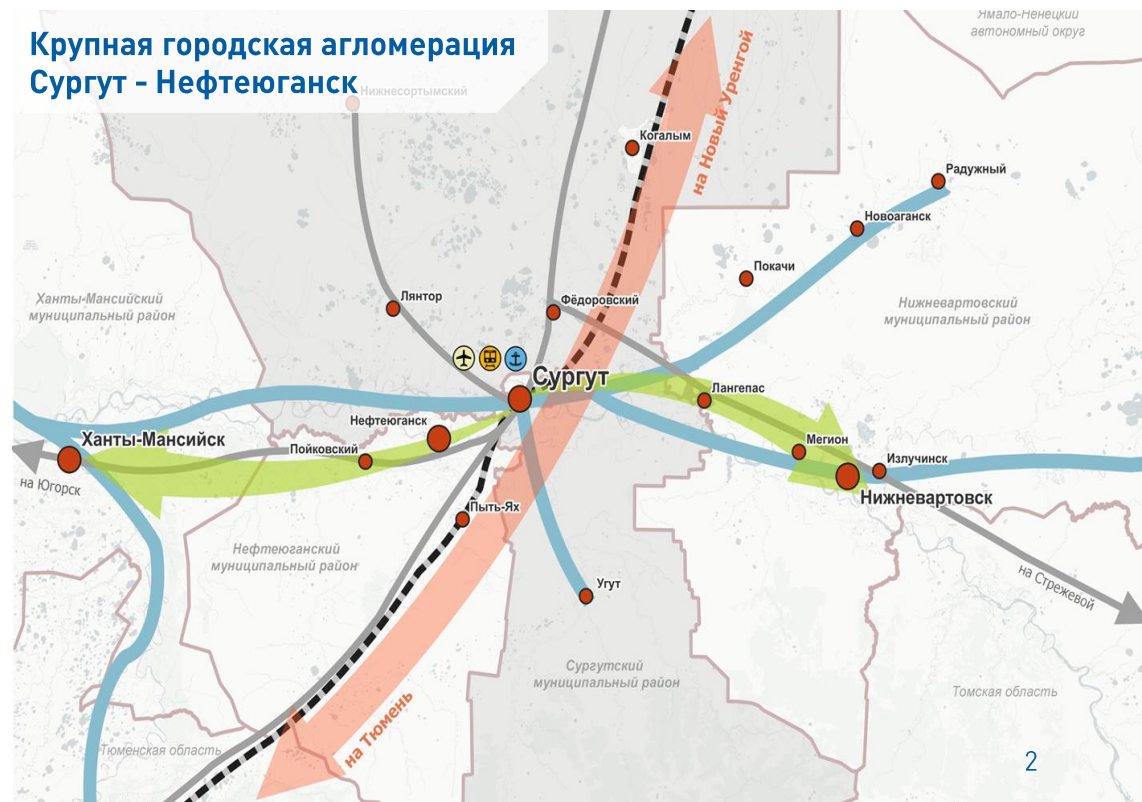 Крупная городская агломерация
Сургут - Нефтеюганск
Ямало-Ненецкий
автономный округ
Нижнесортымский
на Новый Уренгой
Когалым
Радужный
Новоаганск
Покачи
Ханты-Мансийский
муниципальный район
Лянтор
Фёдоровский
Нижневартовский
муниципальный район
Сургут
Лангепас
Нефтеюганск
Ханты-Мансийск
Пойковский
Мегион
Излучинск
на Югорск
Нижневартовск
Пыть-Ях
Нефтеюганский
муниципальный район
Угут
на Стрежевой
Сургутский
муниципальный район
Томская область
на Тюмень
Тюменская область
2